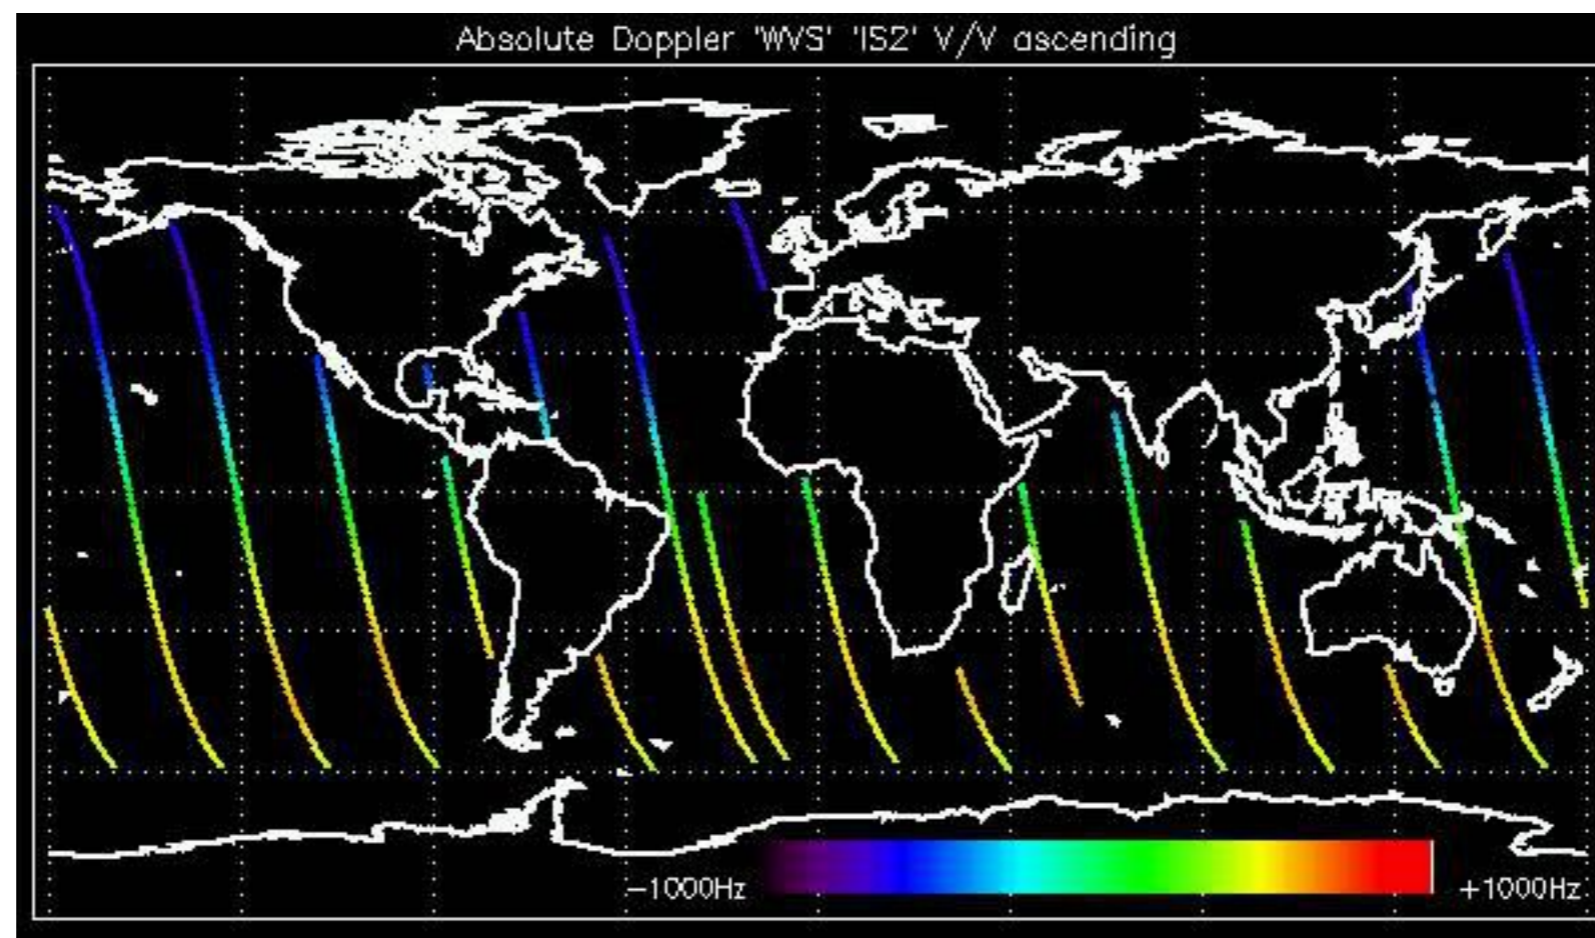 Absolute Doppler 'WVS' 'IS2' V/V ascending
-1000Hz +1000Hz